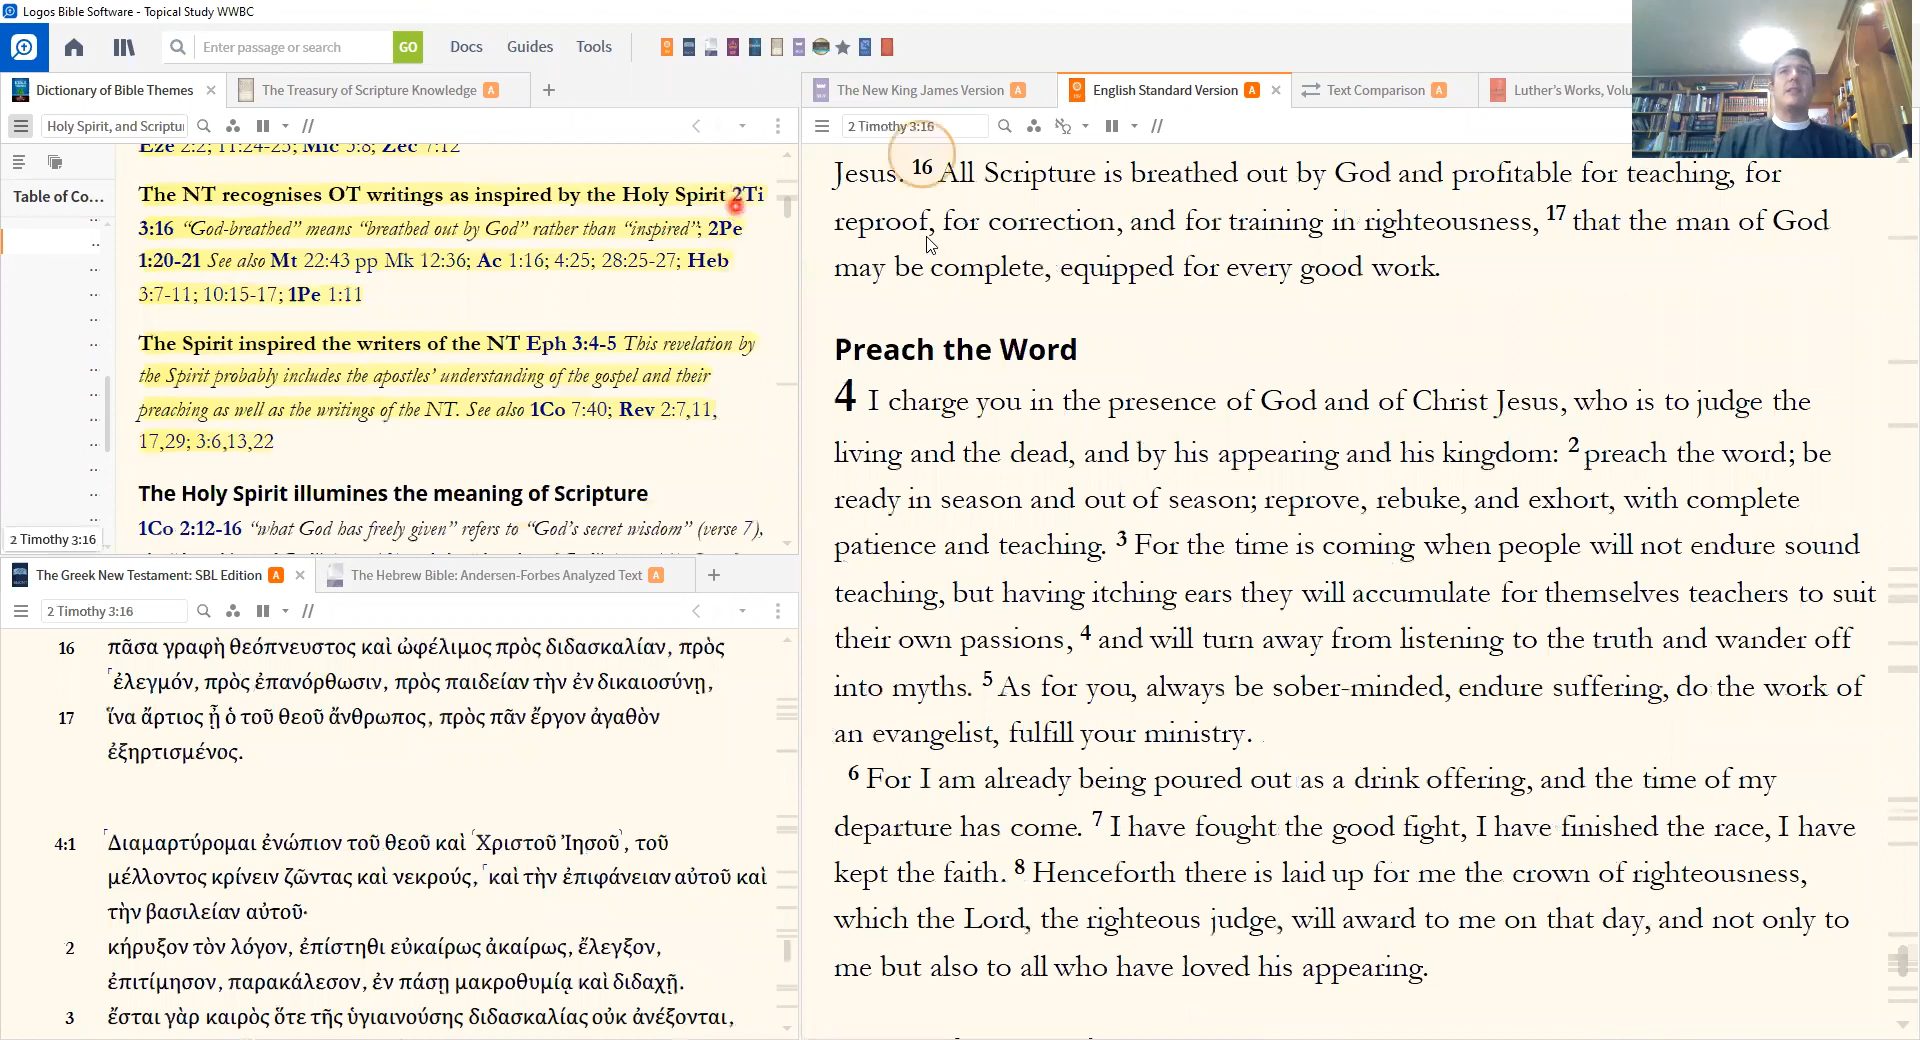 Logos Bible Software - Topical Study WWBC
Enter passage or search GO Docs Guides Tools
Dictionary of Bible Themes The Treasury of Scripture Knowledge A
Holy Spirit, and Scriptu
Table of Co...
Eze 2:2; 11:24-25; Mic 3:8; Zec 7:12
The NT recognises OT writings as inspired by the Holy Spirit 2Ti
3:16 “God-breathed” means “breathed out by God” rather than “inspired”; 2Pe
1:20-21 See also Mt 22:43 pp Mk 12:36; Ac 1:16; 4:25; 28:25-27; Heb
3:7-11; 10:15-17; 1Pe 1:11
The Spirit inspired the writers of the NT Eph 3:4-5 This revelation by
the Spirit probably includes the apostles’ understanding of the gospel and their
preaching as well as the writings of the NT. See also 1Co 7:40; Rev 2:7,11,
17,29; 3:6,13,22
The Holy Spirit illumines the meaning of Scripture
1Co 2:12-16 “what God has freely given” refers to “God’s secret wisdom” (verse 7),
2 Timothy 3:16
The Greek New Testament: SBL Edition A The Hebrew Bible: Andersen-Forbes Analyzed Text A
2 Timothy 3:16
16 πᾶσα γραφὴ θεόπνευστος καὶ ὠφέλιμος πρὸς διδασκαλίαν, πρὸς
⸀ἐλεγμόν, πρὸς ἐπανόρθωσιν, πρὸς παιδείαν τὴν ἐν δικαιοσύνῃ,
17 ἵνα ἄρτιος ᾖ ὁ τοῦ θεοῦ ἄνθρωπος, πρὸς πᾶν ἔργον ἀγαθὸν
ἐξηρτισμένος.
4:1 ⸀Διαμαρτύρομαι ἐνώπιον τοῦ θεοῦ καὶ ⸂Χριστοῦ Ἰησοῦ⸃, τοῦ
μέλλοντος κρίνειν ζῶντας καὶ νεκρούς, ⸀καὶ τὴν ἐπιφάνειαν αὐτοῦ καὶ
τὴν βασιλείαν αὐτοῦ·
2 κήρυξον τὸν λόγον, ἐπίστηθι εὐκαίρως ἀκαίρως, ἔλεγξον,
ἐπιτίμησον, παρακάλεσον, ἐν πάσῃ μακροθυμίᾳ καὶ διδαχῇ.
3 ἔσται γὰρ καιρὸς ὅτε τῆς ὑγιαινούσης διδασκαλίας οὐκ ἀνέξονται,
The New King James Version A English Standard Version A Text Comparison A Luther’s Works, Volu
2 Timothy 3:16
Jesus. 16 All Scripture is breathed out by God and profitable for teaching, for
reproof, for correction, and for training in righteousness, 17 that the man of God
may be complete, equipped for every good work.
Preach the Word
4 I charge you in the presence of God and of Christ Jesus, who is to judge the
living and the dead, and by his appearing and his kingdom: 2 preach the word; be
ready in season and out of season; reprove, rebuke, and exhort, with complete
patience and teaching. 3 For the time is coming when people will not endure sound
teaching, but having itching ears they will accumulate for themselves teachers to suit
their own passions, 4 and will turn away from listening to the truth and wander off
into myths. 5 As for you, always be sober-minded, endure suffering, do the work of
an evangelist, fulfill your ministry.
6 For I am already being poured out as a drink offering, and the time of my
departure has come. 7 I have fought the good fight, I have finished the race, I have
kept the faith. 8 Henceforth there is laid up for me the crown of righteousness,
which the Lord, the righteous judge, will award to me on that day, and not only to
me but also to all who have loved his appearing.